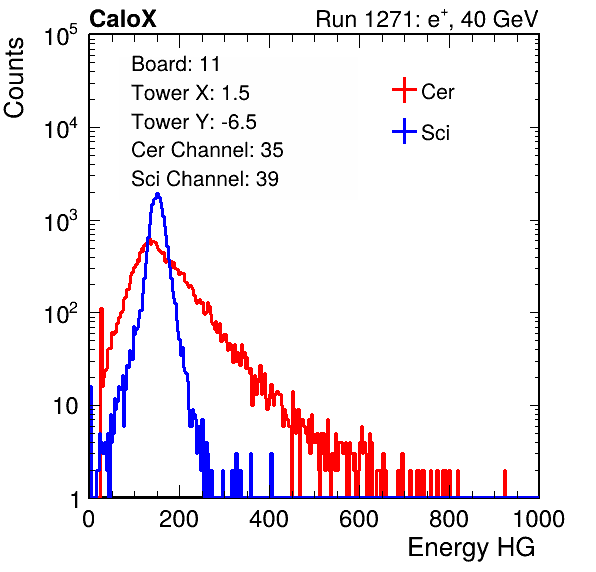 CaloX Run 1271: e⁺, 40 GeV
Counts
Board: 11
Tower X: 1.5
Tower Y: -6.5
Cer Channel: 35
Sci Channel: 39
Cer
Sci
10⁵
10⁴
10³
10²
10
1
0 200 400 600 800 1000
Energy HG